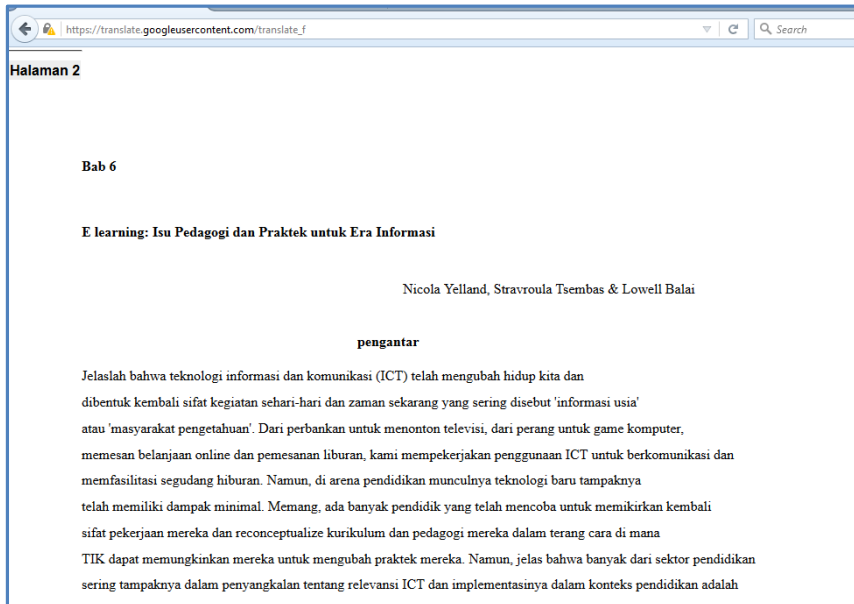 https://translate.googleusercontent.com/translate_f
Search
Halaman 2
Bab 6
E learning: Isu Pedagogi dan Praktek untuk Era Informasi
Nicola Yelland, Stravroula Tsembas & Lowell Balai
pengantar
Jelaslah bahwa teknologi informasi dan komunikasi (ICT) telah mengubah hidup kita dan
dibentuk kembali sifat kegiatan sehari-hari dan zaman sekarang yang sering disebut 'informasi usia'
atau 'masyarakat pengetahuan'. Dari perbankan untuk menonton televisi, dari perang untuk game komputer,
memesan belanjaan online dan pemesanan liburan, kami mempekerjakan penggunaan ICT untuk berkomunikasi dan
memfasilitasi segudang hiburan. Namun, di arena pendidikan munculnya teknologi baru tampaknya
telah memiliki dampak minimal. Memang, ada banyak pendidik yang telah mencoba untuk memikirkan kembali
sifat pekerjaan mereka dan reconceptualize kurikulum dan pedagogi mereka dalam terang cara di mana
TIK dapat memungkinkan mereka untuk mengubah praktek mereka. Namun, jelas bahwa banyak dari sektor pendidikan
sering tampaknya dalam penyangkalan tentang relevansi ICT dan implementasinya dalam konteks pendidikan adalah